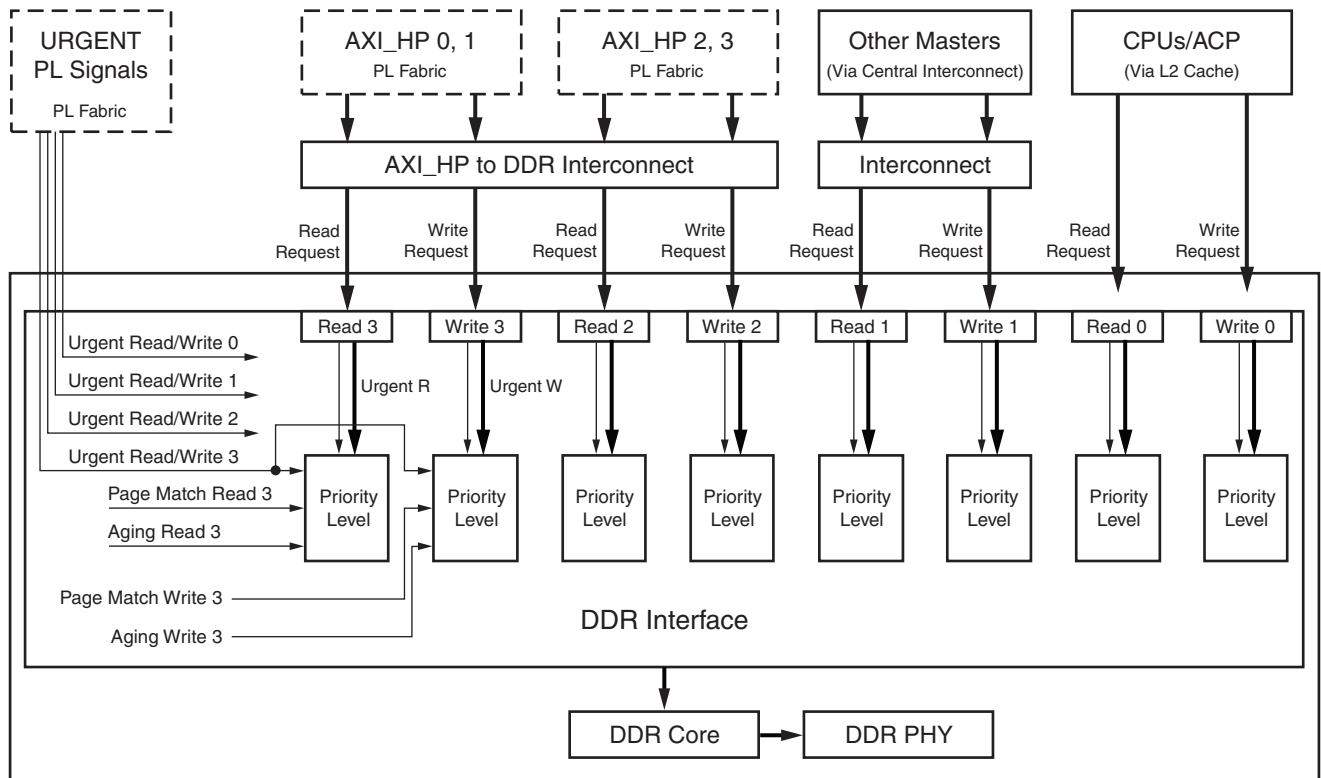 URGENT
PL Signals
PL Fabric
AXI_HP 0, 1
PL Fabric
AXI_HP 2, 3
PL Fabric
Other Masters
(Via Central Interconnect)
CPUs/ACP
(Via L2 Cache)
AXI_HP to DDR Interconnect
Interconnect
Read
Request
Write
Request
Read
Request
Write
Request
Read
Request
Write
Request
Read
Request
Write
Request
Read 3
Write 3
Read 2
Write 2
Read 1
Write 1
Read 0
Write 0
Urgent Read/Write 0
Urgent Read/Write 1
Urgent Read/Write 2
Urgent Read/Write 3
Urgent R
Urgent W
Page Match Read 3
Aging Read 3
Priority
Level
Priority
Level
Priority
Level
Priority
Level
Priority
Level
Priority
Level
Priority
Level
Priority
Level
Page Match Write 3
Aging Write 3
DDR Interface
DDR Core
DDR PHY